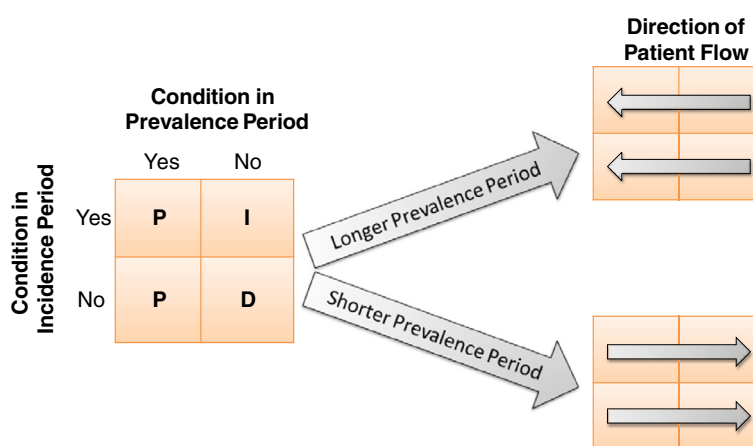 Direction of
Patient Flow
Condition in
Prevalence Period
Yes No
Condition in
Incidence Period
Yes P I
No P D
Longer Prevalence Period
Shorter Prevalence Period